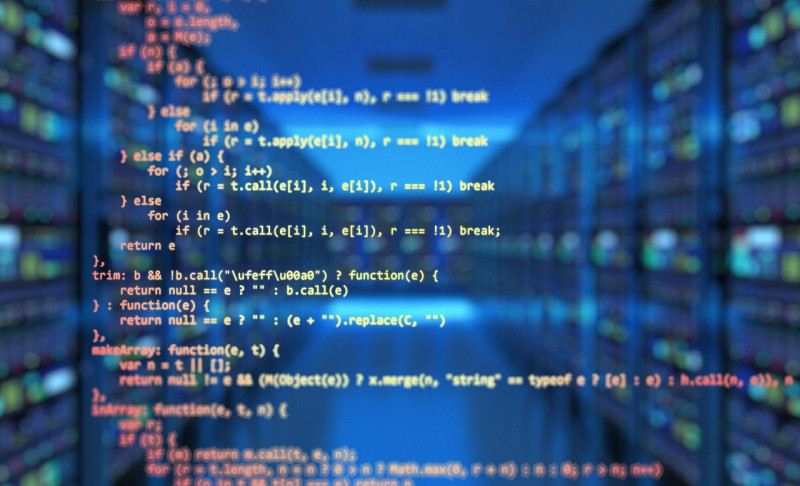 var r, i = 0,
o = e.length,
a = M(e);
if (n) {
if (a) {
for (; o > i; i++)
if (r = t.apply(e[i], n), r === !1) break
} else
for (i in e)
if (r = t.apply(e[i], n), r === !1) break
} else if (a) {
for (; o > i; i++)
if (r = t.call(e[i], i, e[i]), r === !1) break
} else
for (i in e)
if (r = t.call(e[i], i, e[i]), r === !1) break;
return e
},
trim: b && !b.call("\ufeff\u00a0") ? function(e) {
return null == e ? "" : b.call(e)
} : function(e) {
return null == e ? "" : (e + "").replace(C, "")
},
makeArray: function(e, t) {
var n = t || [];
return null != e && (M(Object(e)) ? x.merge(n, "string" == typeof e ? [e] : e) : h.call(n, e)), n
},
inArray: function(e, t, n) {
var r;
if (t) {
if (m) return m.call(t, e, n);
for (r = t.length, n = n ? 0 > n ? Math.max(0, r + n) : n : 0; r > n; n++)
if (n in t && t[n] === e) return n